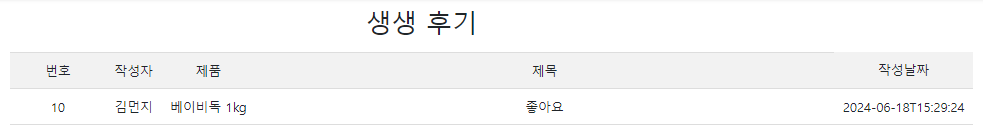 생생 후기
번호 작성자 제품 제목 작성날짜
10 김먼지 베이비독 1kg 좋아요 2024-06-18T15:29:24